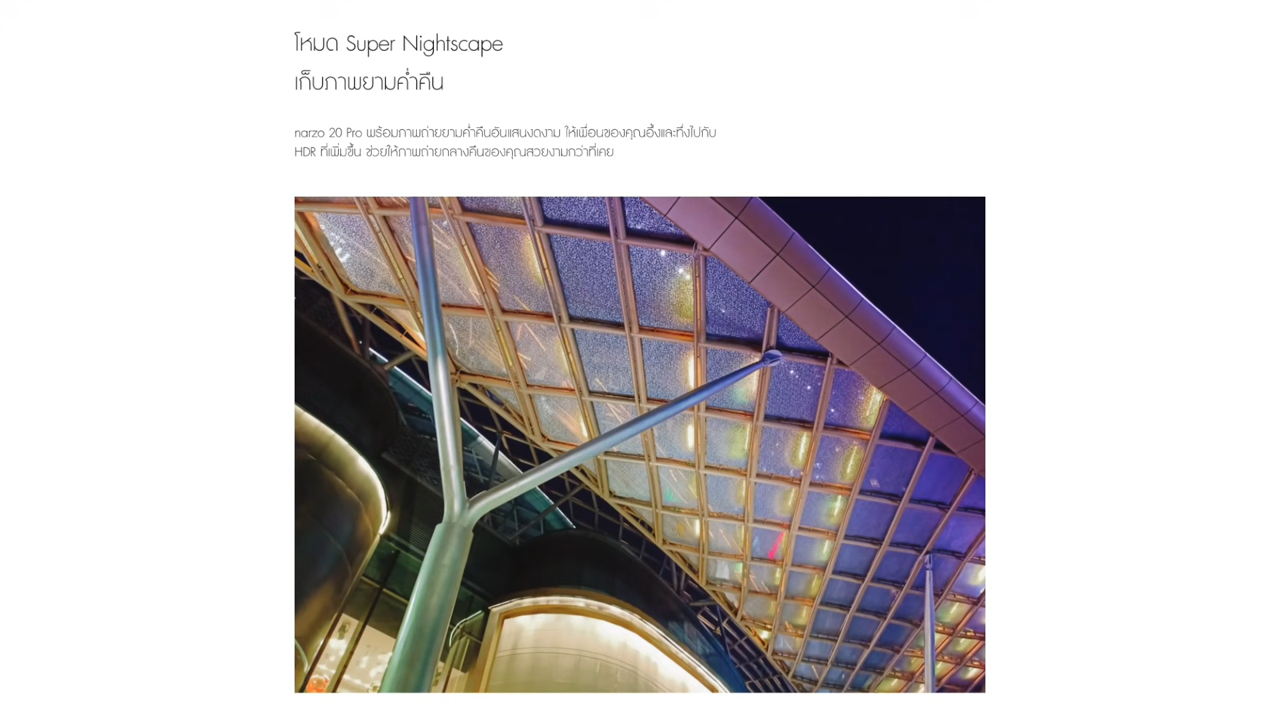 โหมด Super Nightscape
เก็บภาพยามค่ำคืน
narzo 20 Pro พร้อมภาพถ่ายยามค่ำคืนอันแสนงดงาม ให้เพื่อนของคุณอึ้งและทึ่งไปกับ
HDR ที่เพิ่มขึ้น ช่วยให้ภาพถ่ายกลางคืนของคุณสวยงามกว่าที่เคย